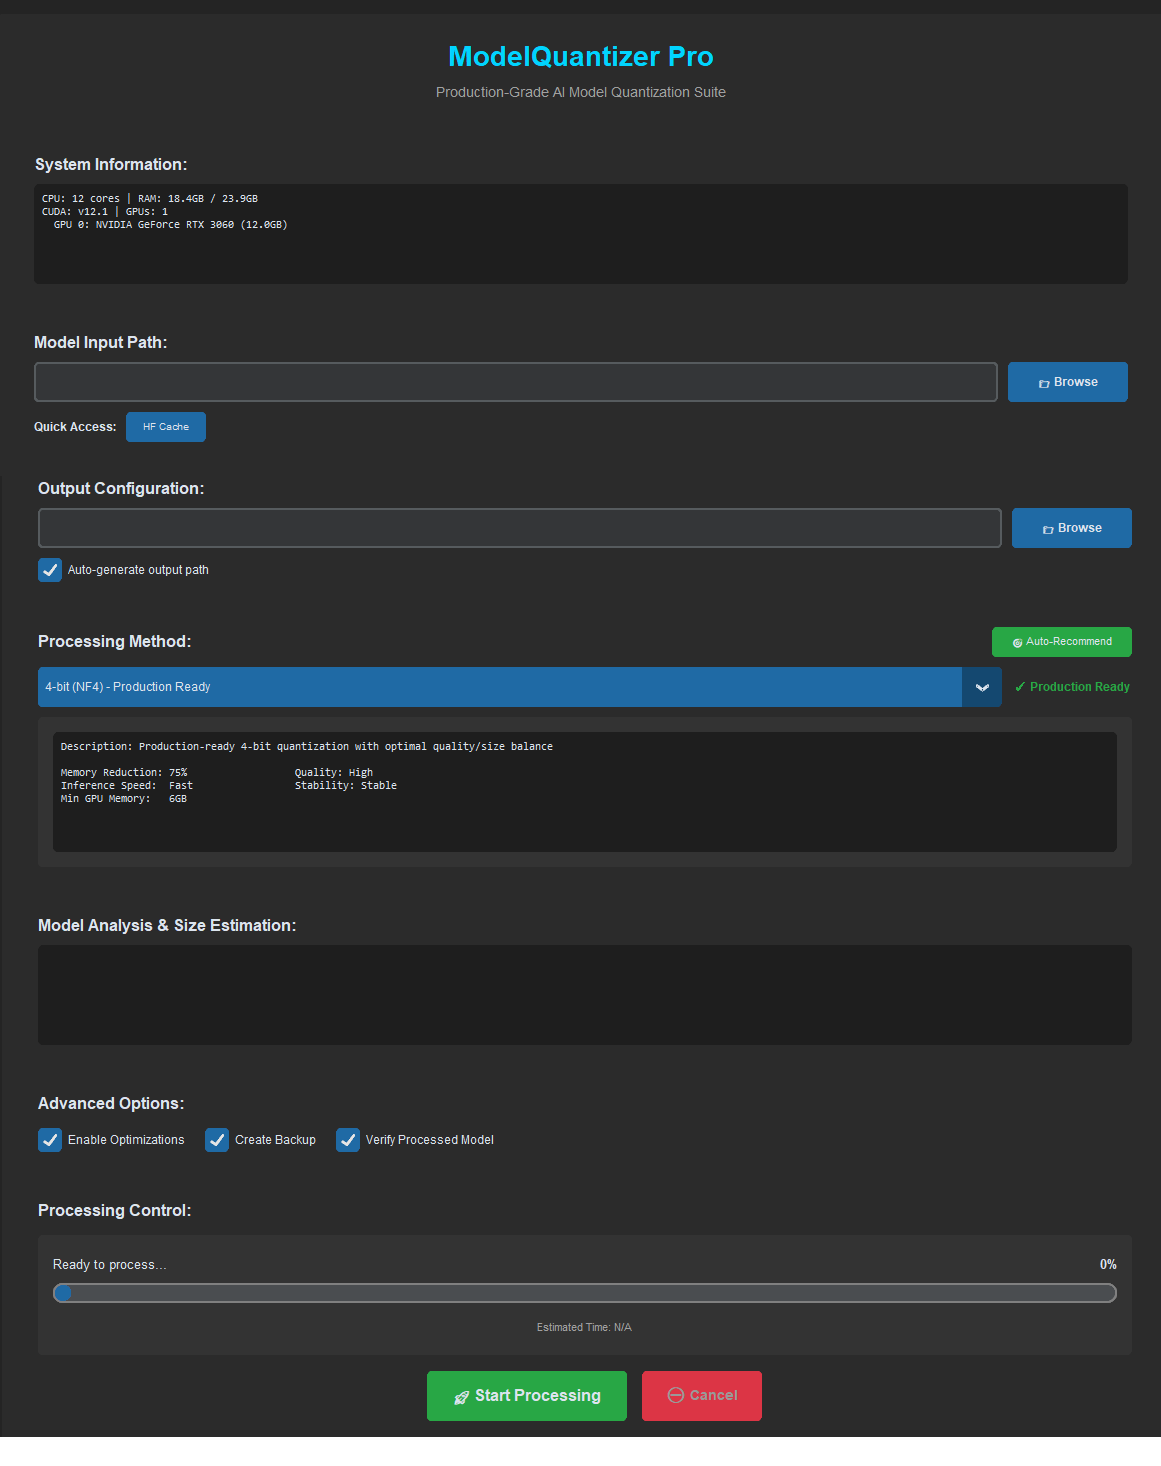 ModelQuantizer Pro
Production-Grade AI Model Quantization Suite
System Information:
CPU: 12 cores | RAM: 18.4GB / 23.9GB
CUDA: v12.1 | GPUs: 1
GPU 0: NVIDIA GeForce RTX 3060 (12.0GB)
Model Input Path:
Browse
Quick Access: HF Cache
Output Configuration:
Browse
Auto-generate output path
Processing Method: Auto-Recommend
4-bit (NF4) - Production Ready ✓ Production Ready
Description: Production-ready 4-bit quantization with optimal quality/size balance
Memory Reduction: 75% Quality: High
Inference Speed: Fast Stability: Stable
Min GPU Memory: 6GB
Model Analysis & Size Estimation:
Advanced Options:
Enable Optimizations Create Backup Verify Processed Model
Processing Control:
Ready to process... 0%
Estimated Time: N/A
Start Processing Cancel